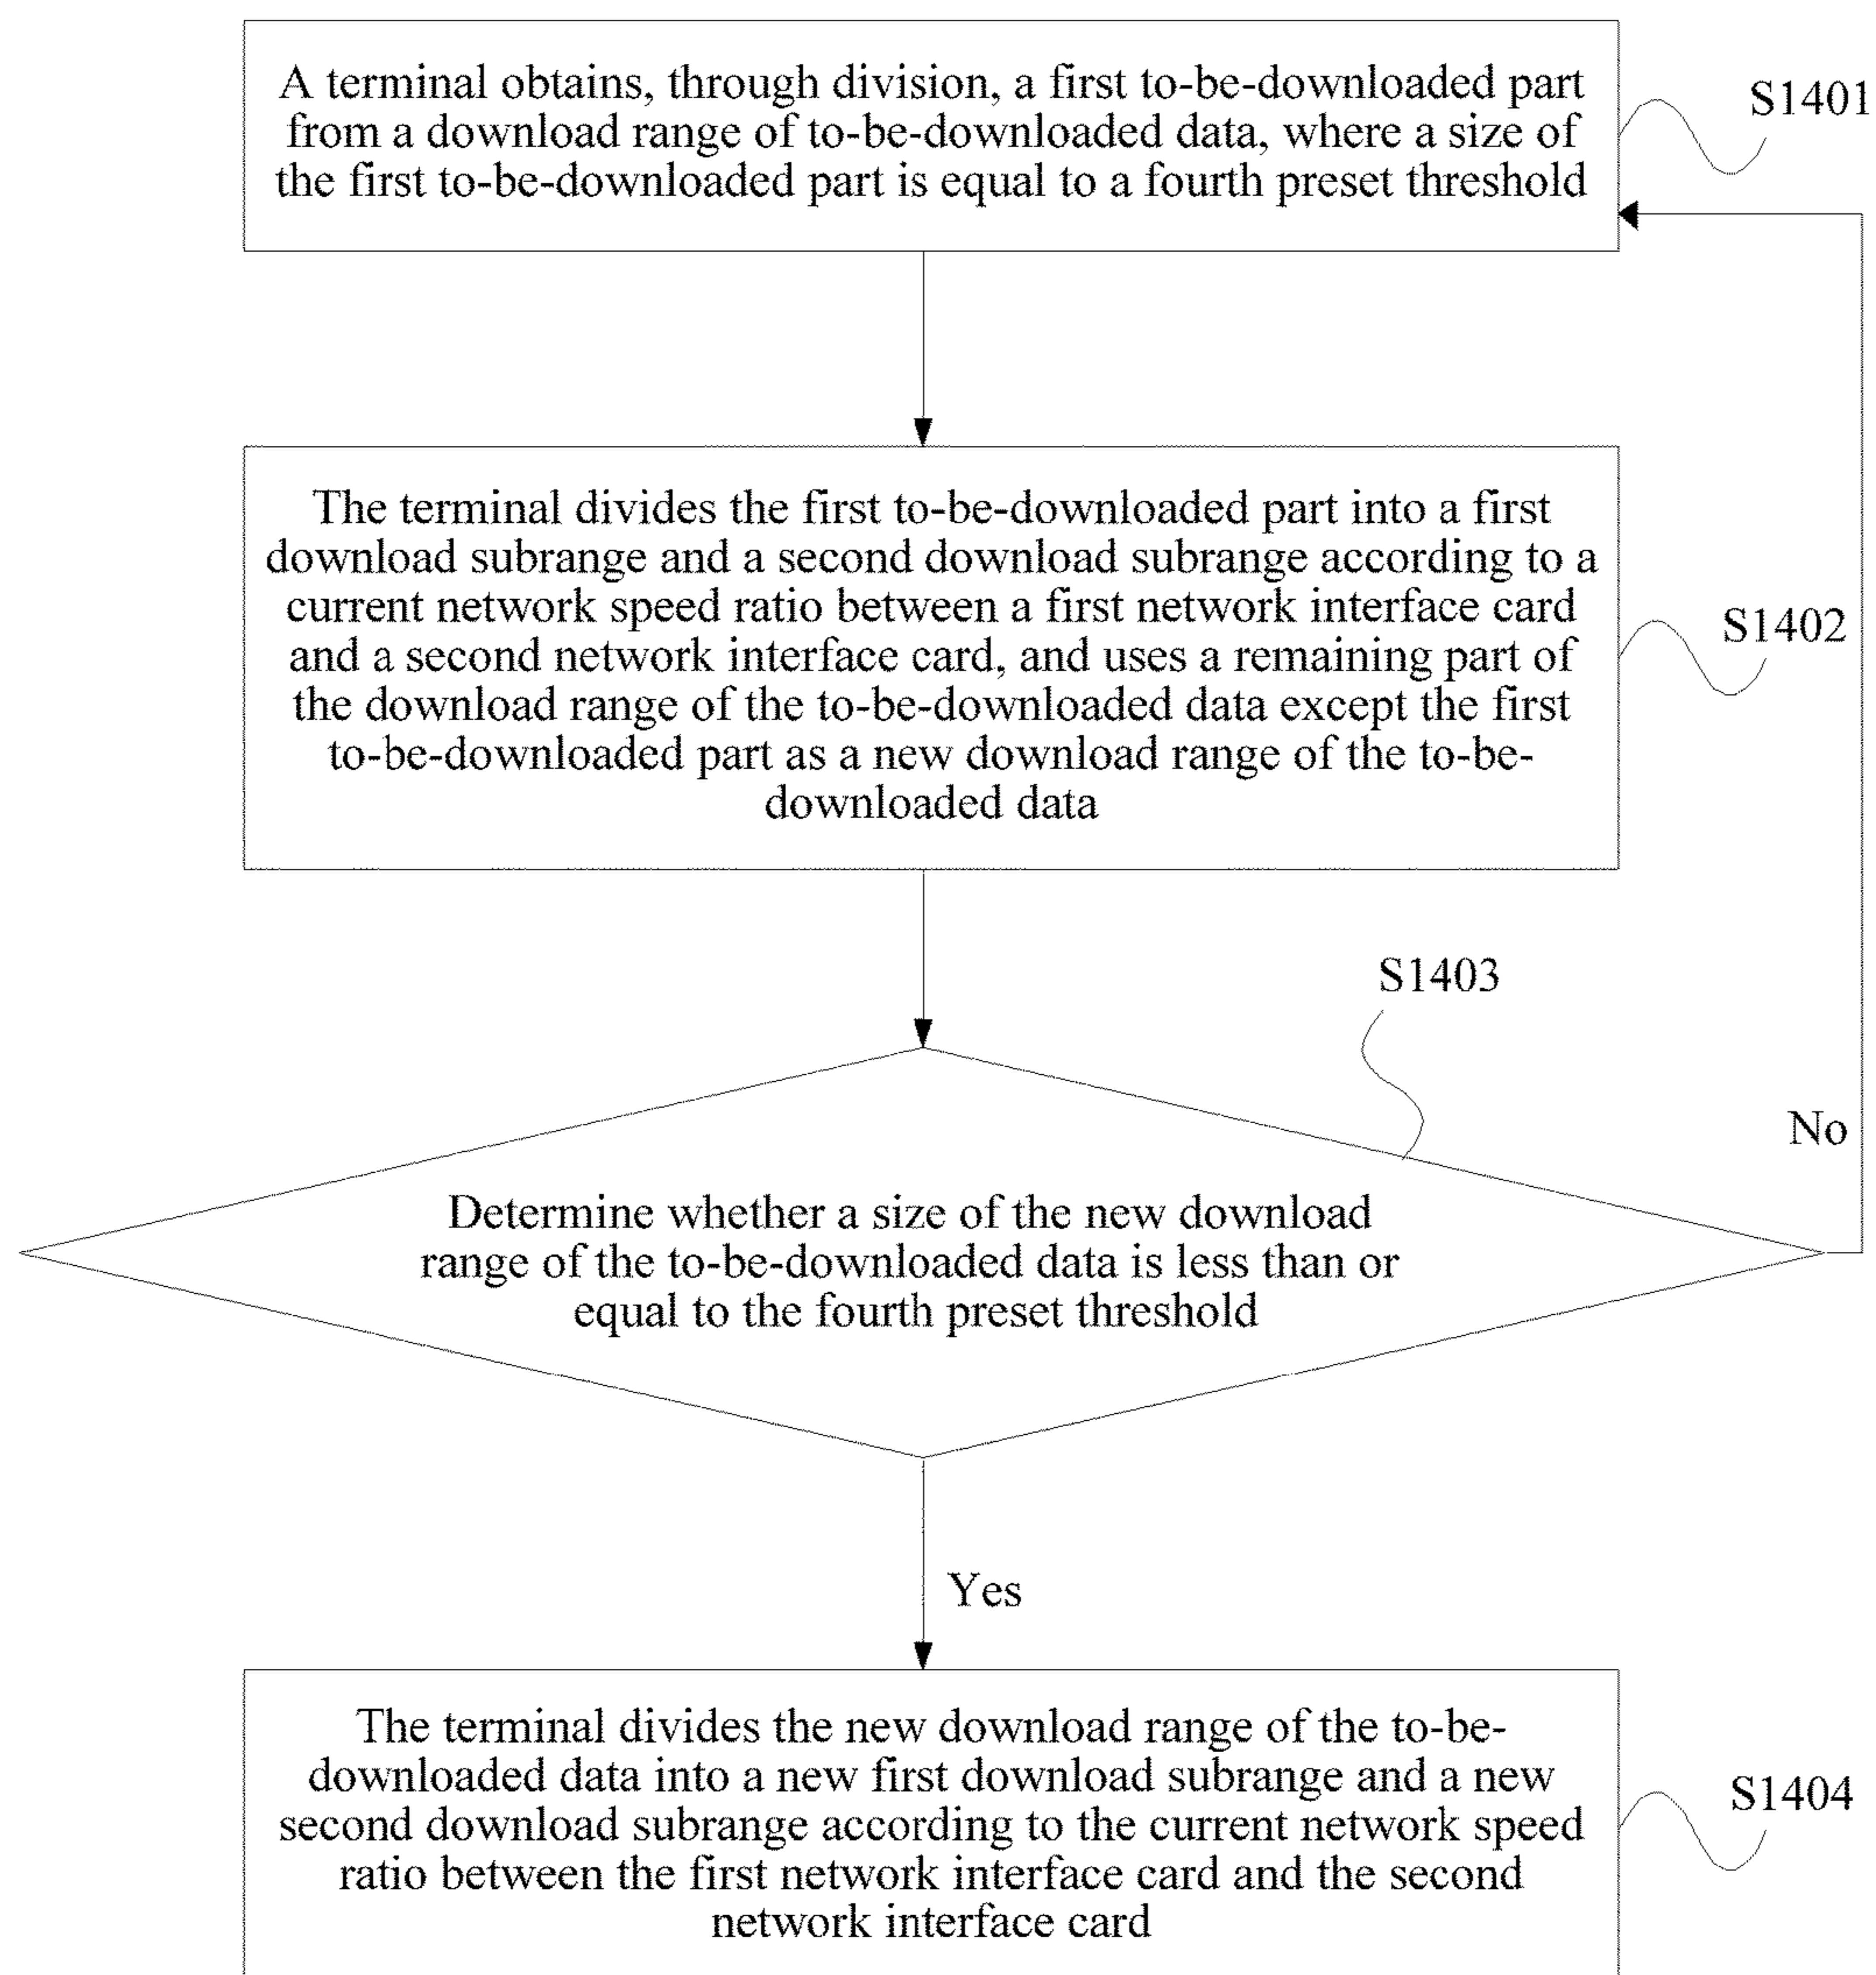 A terminal obtains, through division, a first to-be-downloaded part
from a download range of to-be-downloaded data, where a size of
the first to-be-downloaded part is equal to a fourth preset threshold
S1401
The terminal divides the first to-be-downloaded part into a first
download subrange and a second download subrange according to a
current network speed ratio between a first network interface card
and a second network interface card, and uses a remaining part of
the download range of the to-be-downloaded data except the first
to-be-downloaded part as a new download range of the to-be-
downloaded data
S1402
S1403
No
Determine whether a size of the new download
range of the to-be-downloaded data is less than or
equal to the fourth preset threshold
Yes
The terminal divides the new download range of the to-be-
downloaded data into a new first download subrange and a new
second download subrange according to the current network speed
ratio between the first network interface card and the second
network interface card
S1404